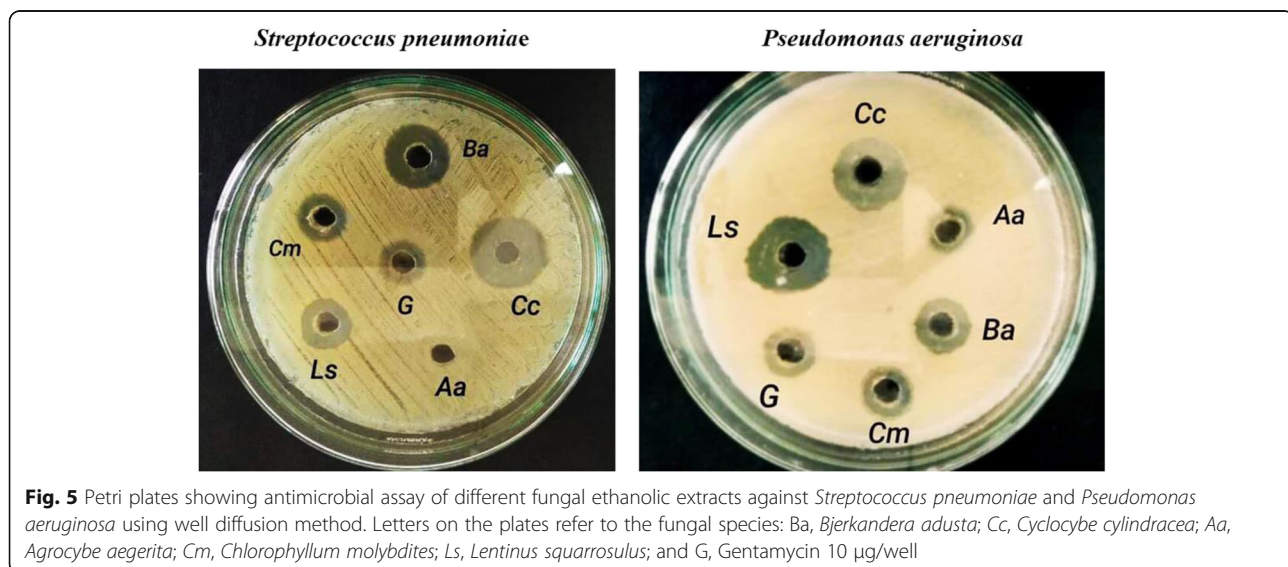 Streptococcus pneumoniae
Pseudomonas aeruginosa
Ba
Cm
G
Cc
Ls
Aa
Cc
Aa
Ls
Ba
G
Cm
Fig. 5 Petri plates showing antimicrobial assay of different fungal ethanolic extracts against Streptococcus pneumoniae and Pseudomonas
aeruginosa using well diffusion method. Letters on the plates refer to the fungal species: Ba, Bjerkandera adusta; Cc, Cyclocybe cylindracea; Aa,
Agrocybe aegerita; Cm, Chlorophyllum molybdites; Ls, Lentinus squarrosulus; and G, Gentamycin 10 µg/well